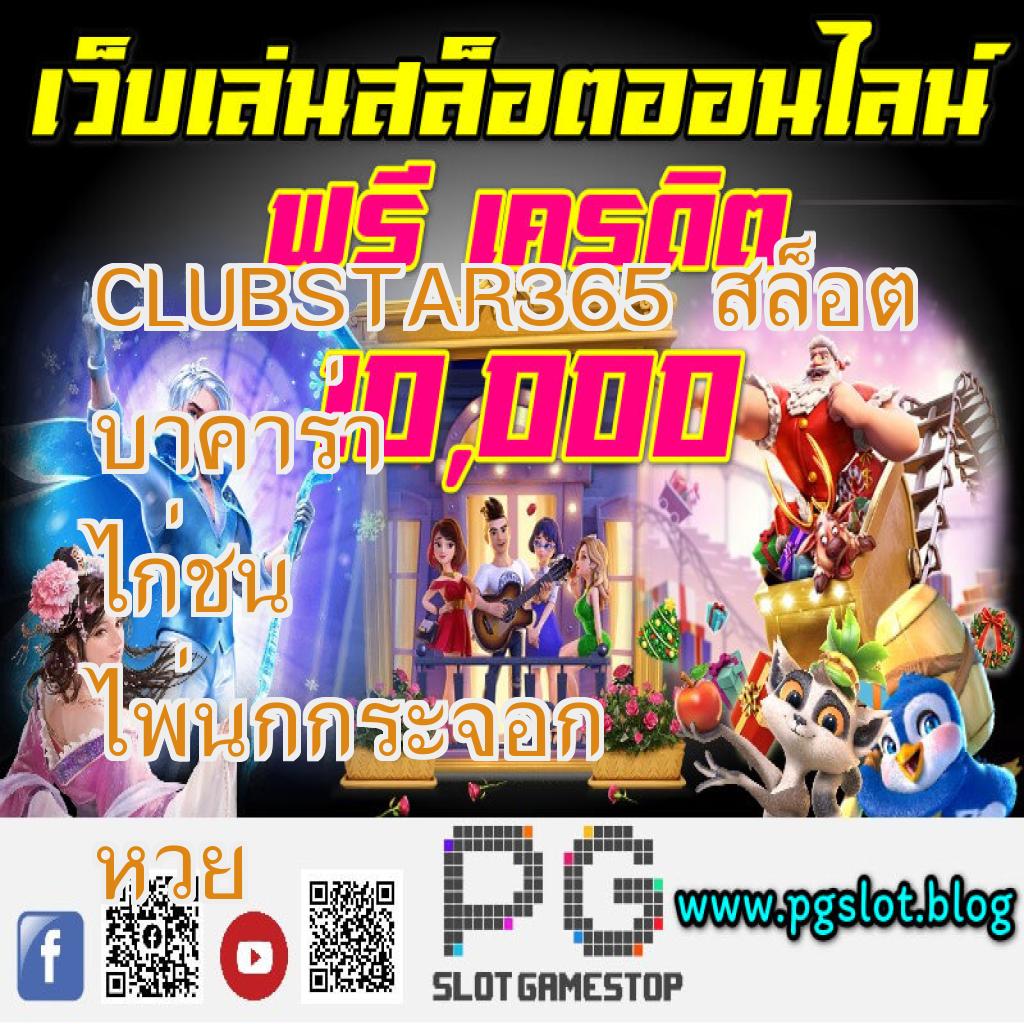 เว็บเล่นสล็อตออนไลน์
ฟรี เครดิต
CLUBSTAR365 สล็อต
10,000
บาคาร่า
ไก่ชน
ไพ่นกกระจอก
หวย
PG
www.pgslot.blog
SLOT GAMESTOP